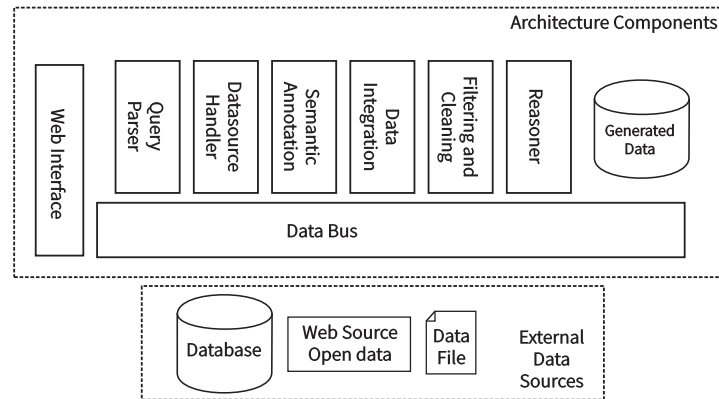 Architecture Components
Web Interface
Query
Parser
Datasource
Handler
Semantic
Annotation
Data
Integration
Filtering and
Cleaning
Reasoner
Generated
Data
Data Bus
Database
Web Source
Open data
Data
File
External
Data
Sources